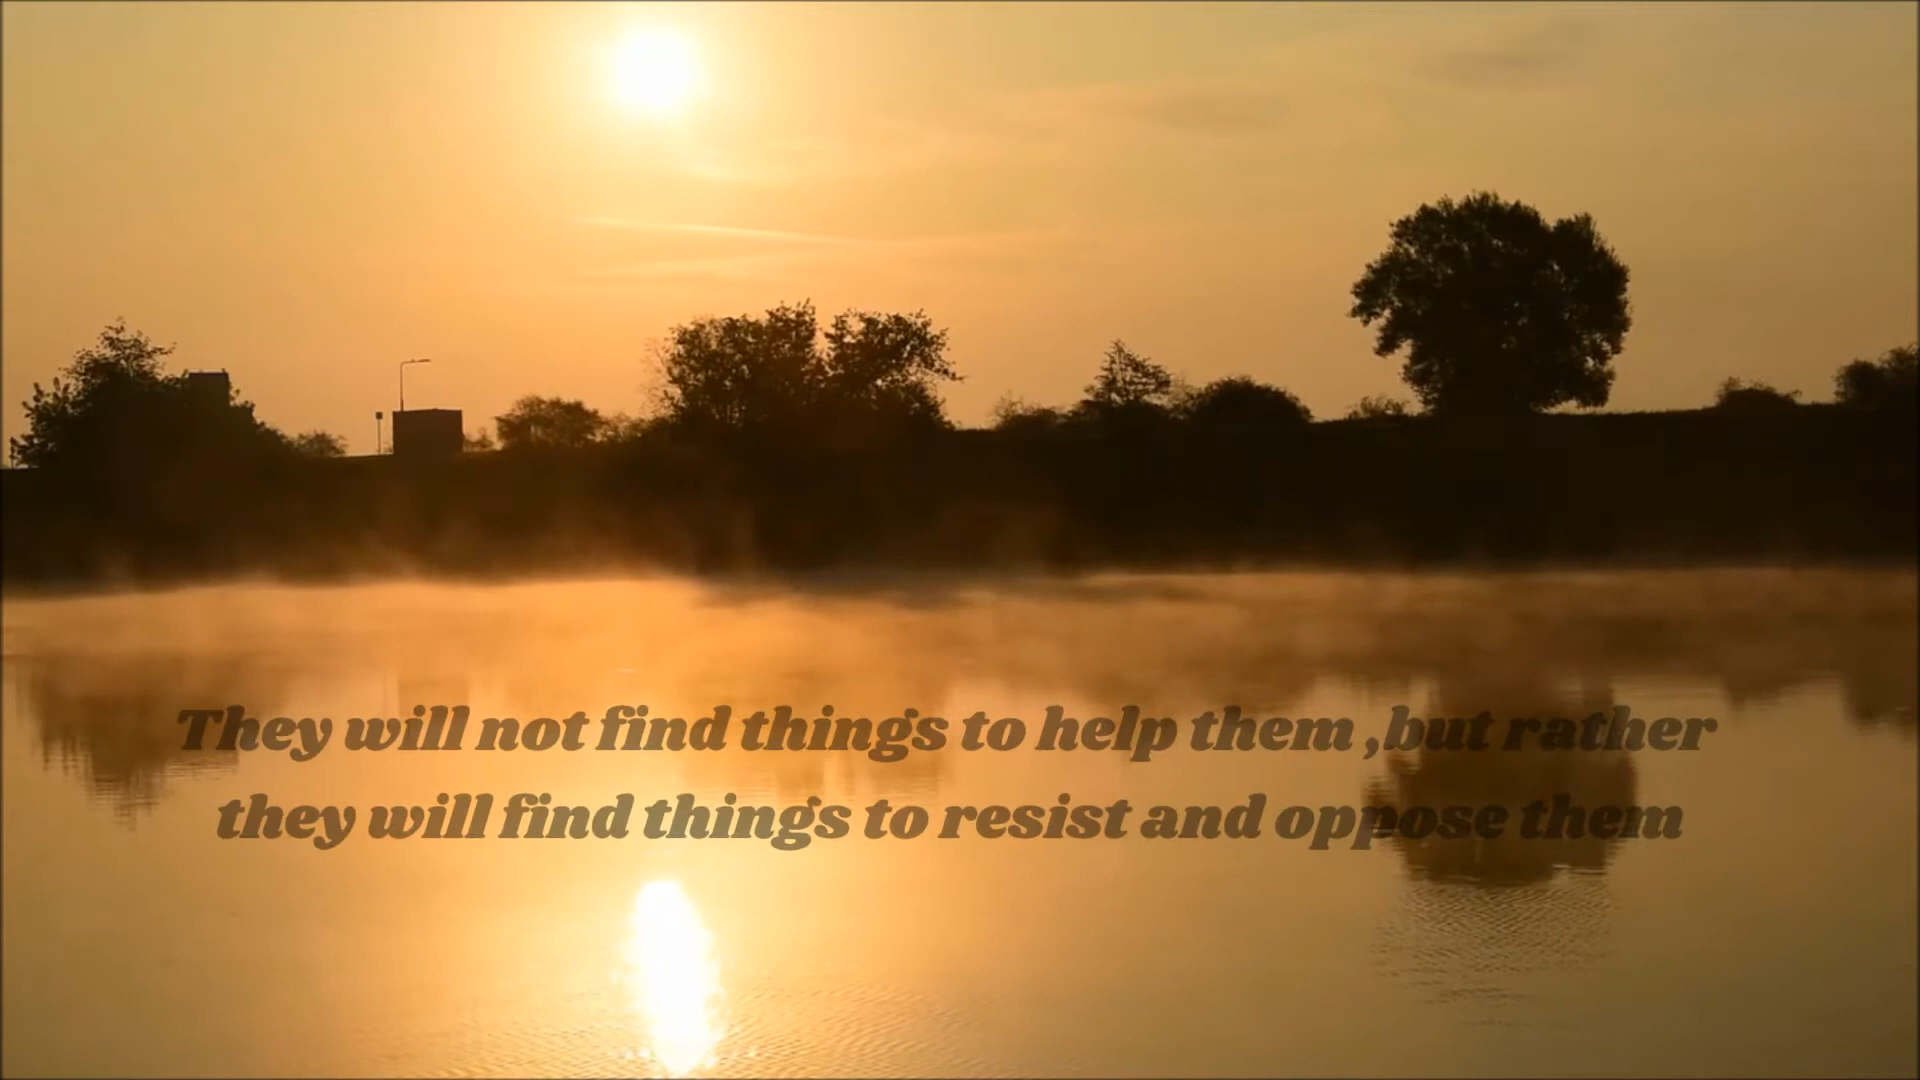 They will not find things to help them ,but rather
they will find things to resist and oppose them